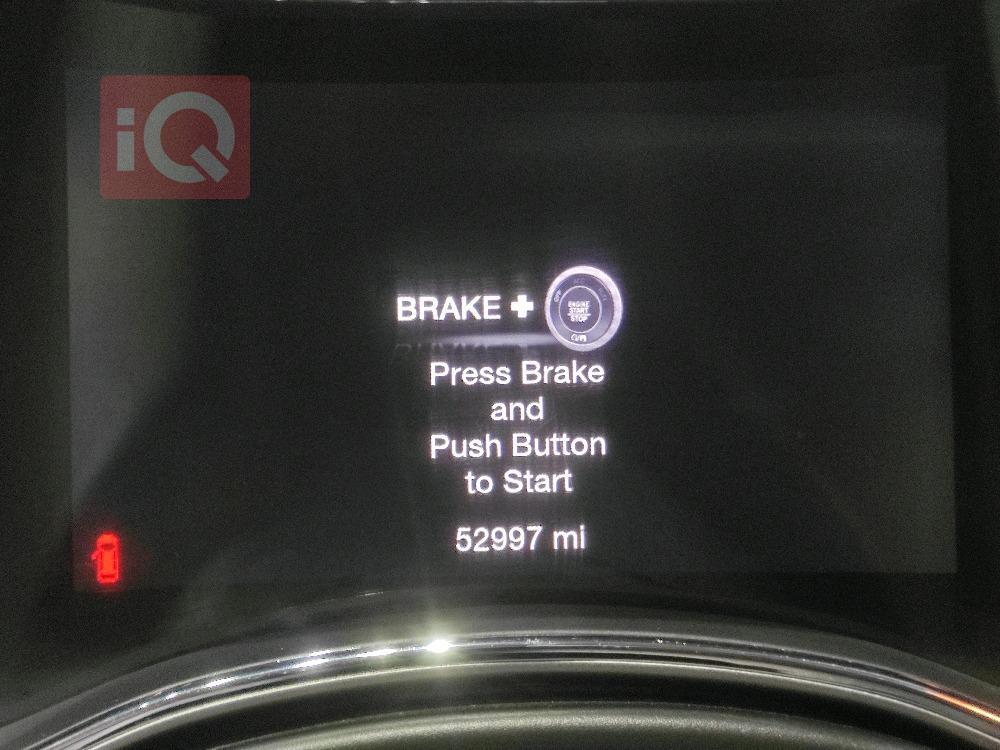 iQ
BRAKE +
ENGINE
START
STOP
Press Brake
and
Push Button
to Start
52997 mi